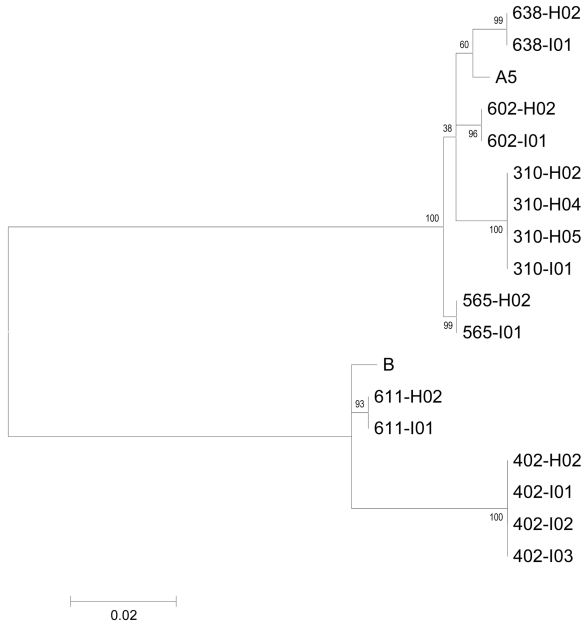 638-H02
99
638-I01
60
A5
602-H02
38
96
602-I01
310-H02
310-H04
100
310-H05
100
310-I01
565-H02
99
565-I01
B
611-H02
93
611-I01
402-H02
402-I01
100
402-I02
402-I03
0.02